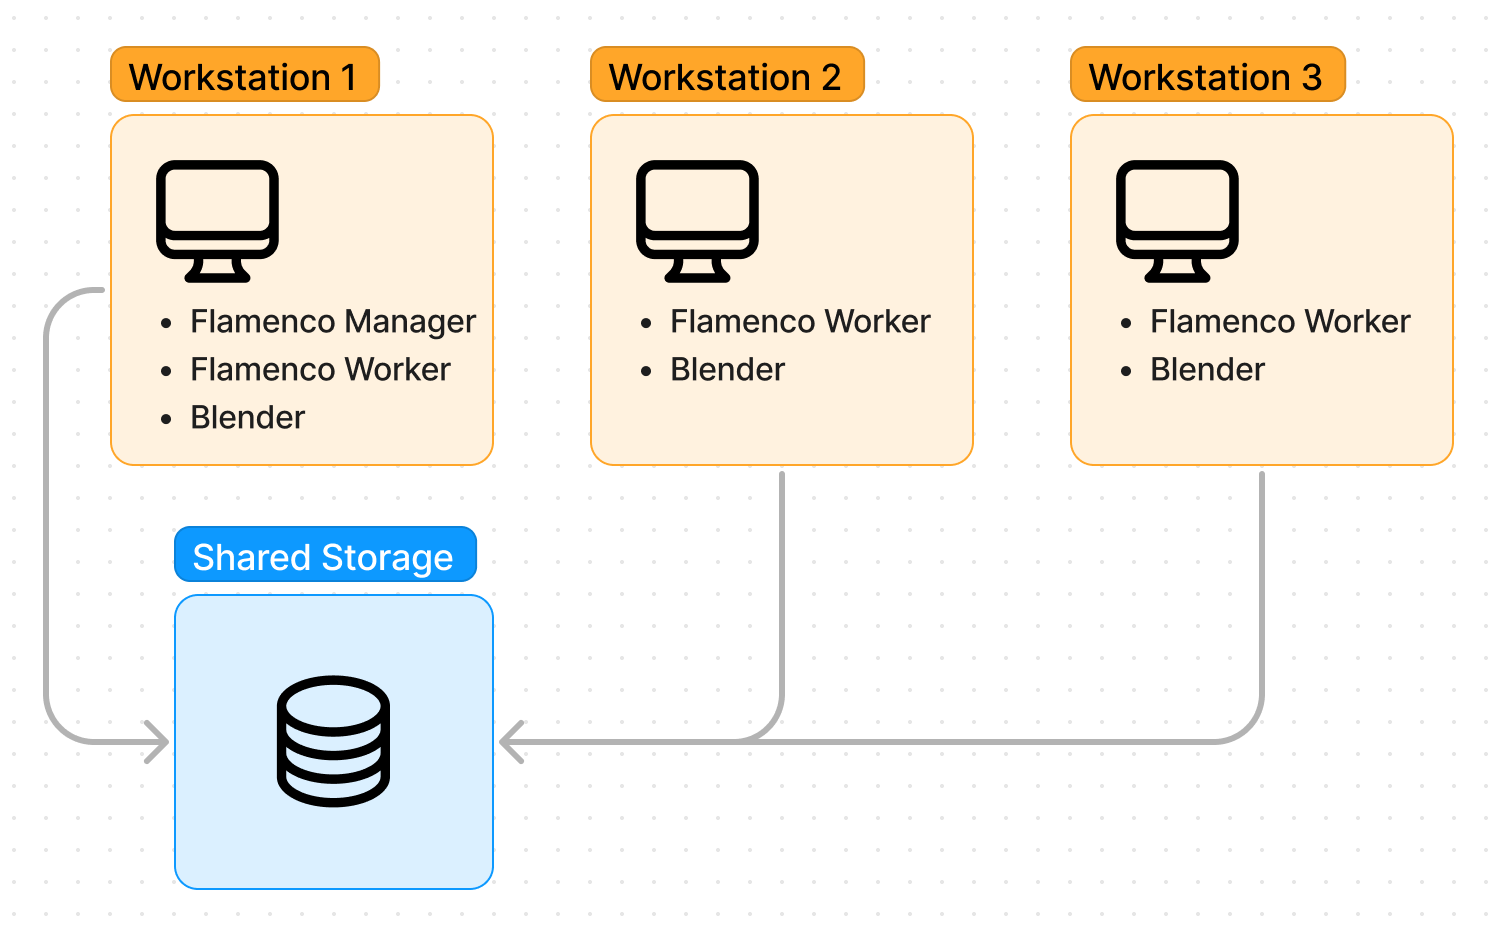 Workstation 1
Flamenco Manager
Flamenco Worker
Blender
Workstation 2
Flamenco Worker
Blender
Workstation 3
Flamenco Worker
Blender
Shared Storage